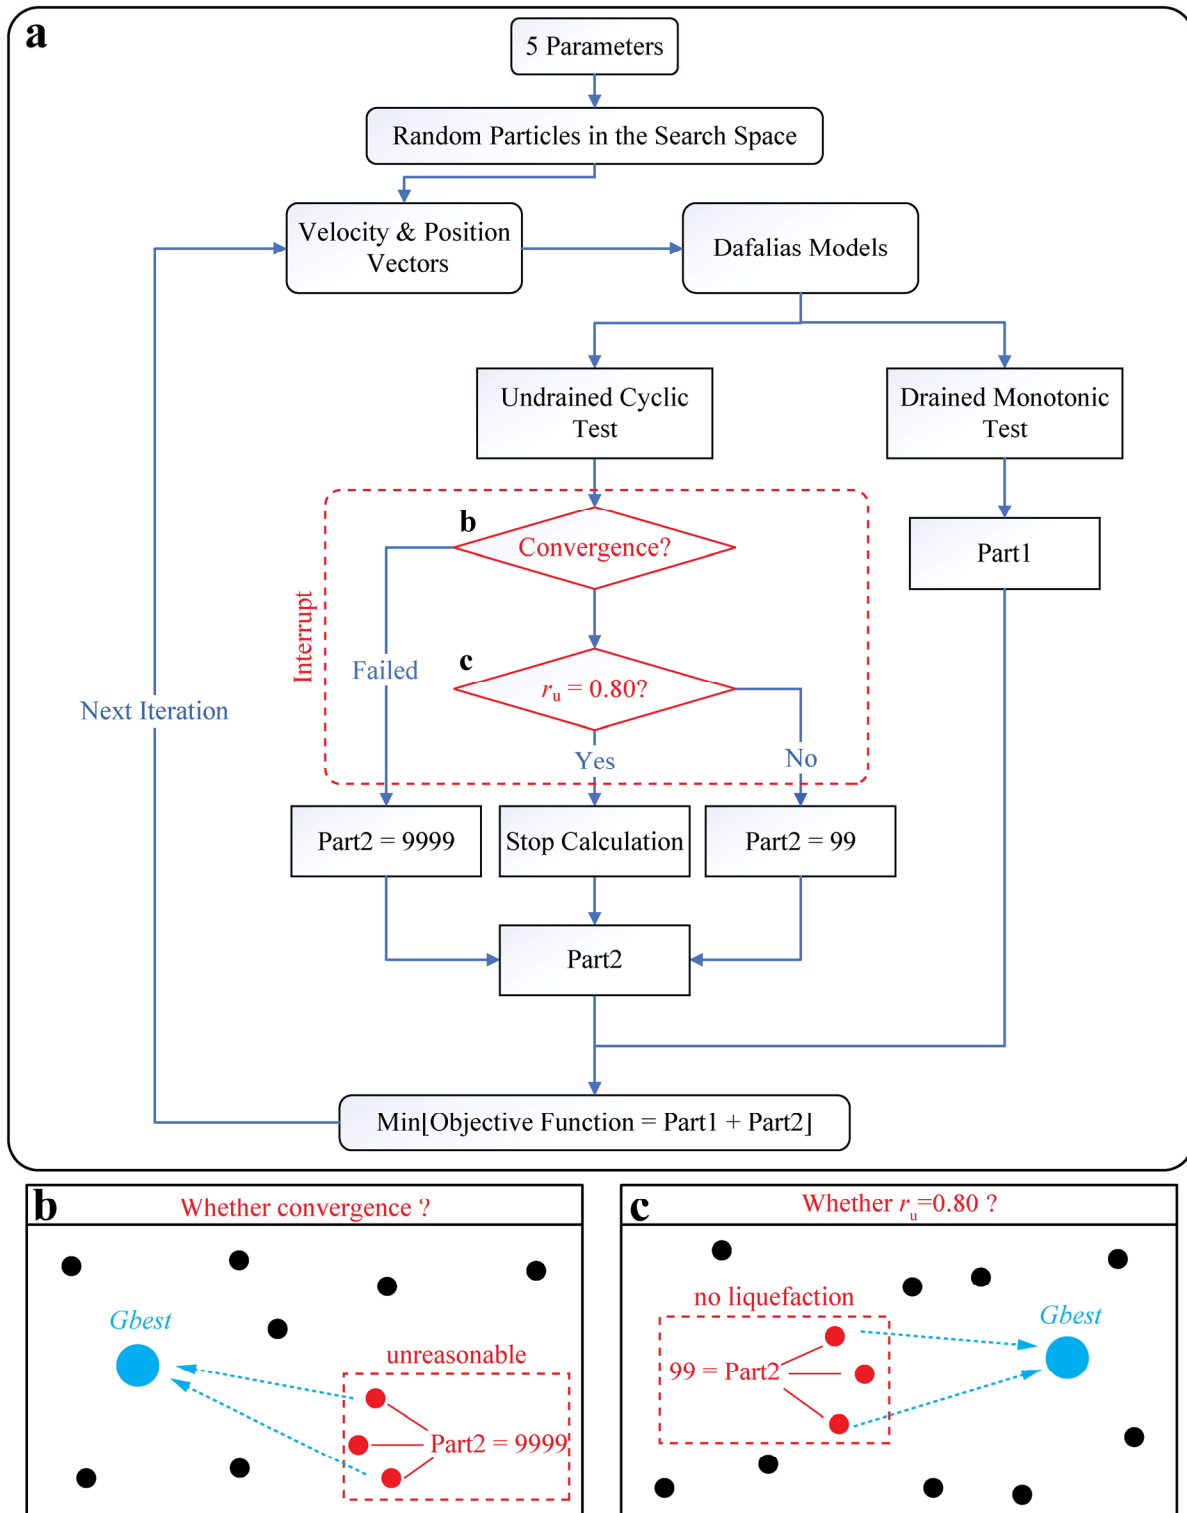 a
5 Parameters
Random Particles in the Search Space
Velocity & Position
Vectors
Dafalias Models
Undrained Cyclic
Test
Drained Monotonic
Test
b
Convergence?
Part1
Interrupt
Failed
c
r_u = 0.80?
Next Iteration
Yes
No
Part2 = 9999
Stop Calculation
Part2 = 99
Part2
Min[Objective Function = Part1 + Part2]
b
Whether convergence ?
Gbest
unreasonable
Part2 = 9999
c
Whether r_u=0.80 ?
no liquefaction
Gbest
99 = Part2